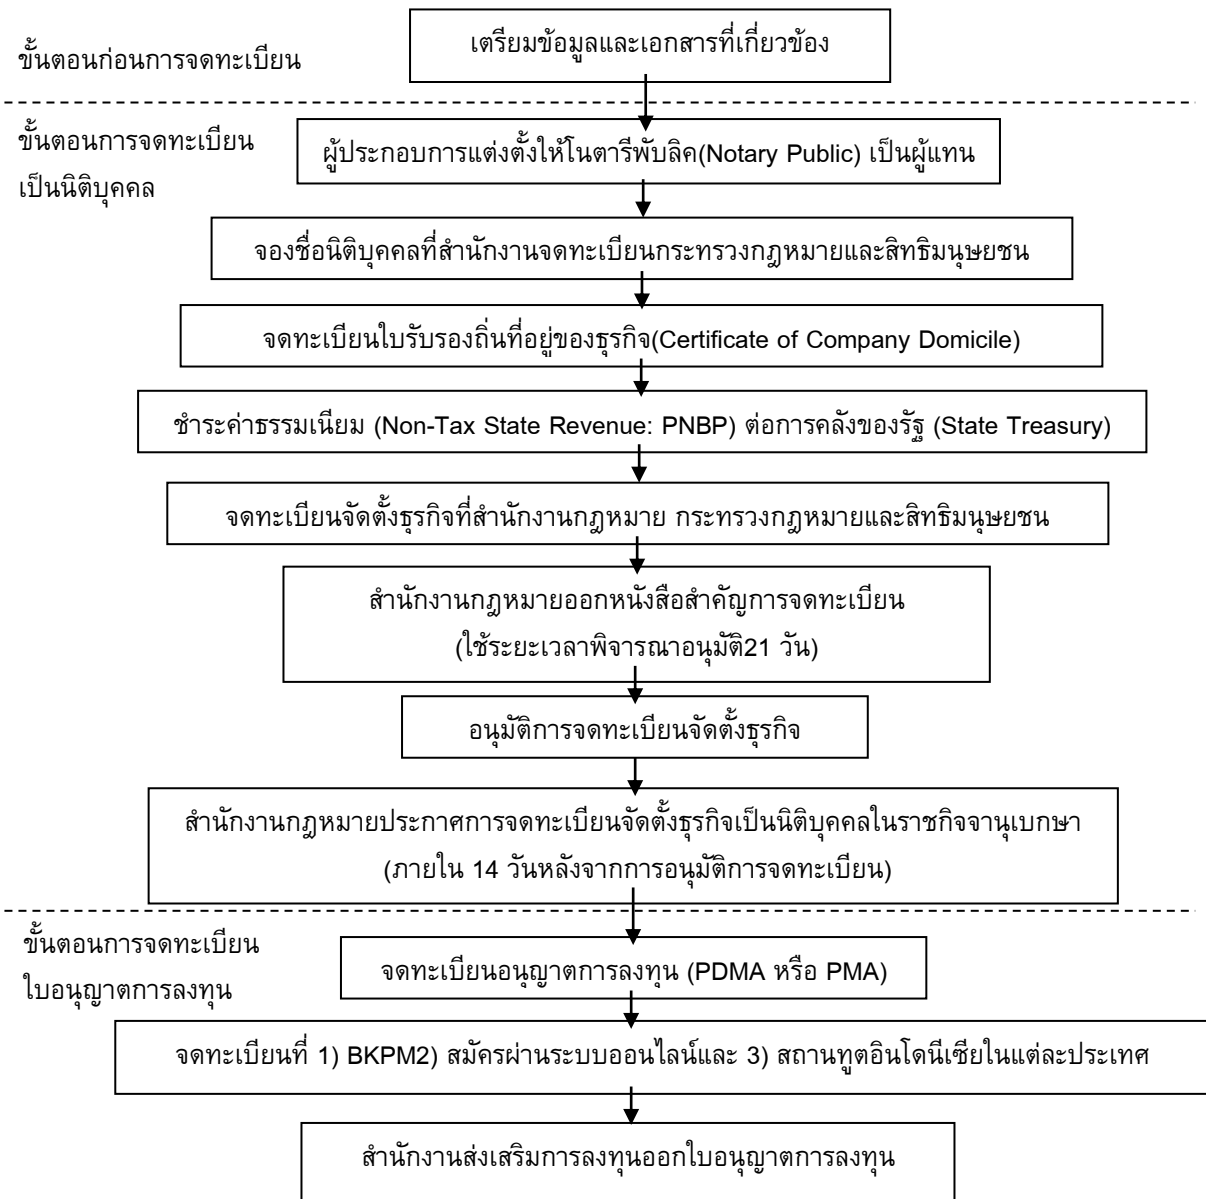 เตรียมข้อมูลและเอกสารที่เกี่ยวข้อง
ขั้นตอนก่อนการจดทะเบียน
ขั้นตอนการจดทะเบียน
เป็นนิติบุคคล
ผู้ประกอบการแต่งตั้งให้โนตารีพับลิค(Notary Public) เป็นผู้แทน
จองชื่อนิติบุคคลที่สำนักงานจดทะเบียนกระทรวงกฎหมายและสิทธิมนุษยชน
จดทะเบียนใบรับรองถิ่นที่อยู่ของธุรกิจ(Certificate of Company Domicile)
ชำระค่าธรรมเนียม (Non-Tax State Revenue: PNBP) ต่อการคลังของรัฐ (State Treasury)
จดทะเบียนจัดตั้งธุรกิจที่สำนักงานกฎหมาย กระทรวงกฎหมายและสิทธิมนุษยชน
สำนักงานกฎหมายออกหนังสือสำคัญการจดทะเบียน
(ใช้ระยะเวลาพิจารณาอนุมัติ21 วัน)
อนุมัติการจดทะเบียนจัดตั้งธุรกิจ
สำนักงานกฎหมายประกาศการจดทะเบียนจัดตั้งธุรกิจเป็นนิติบุคคลในราชกิจจานุเบกษา
(ภายใน 14 วันหลังจากการอนุมัติการจดทะเบียน)
ขั้นตอนการจดทะเบียน
ใบอนุญาตการลงทุน
จดทะเบียนอนุญาตการลงทุน (PDMA หรือ PMA)
จดทะเบียนที่ 1) BKPM2) สมัครผ่านระบบออนไลน์และ 3) สถานทูตอินโดนีเซียในแต่ละประเทศ
สำนักงานส่งเสริมการลงทุนออกใบอนุญาตการลงทุน